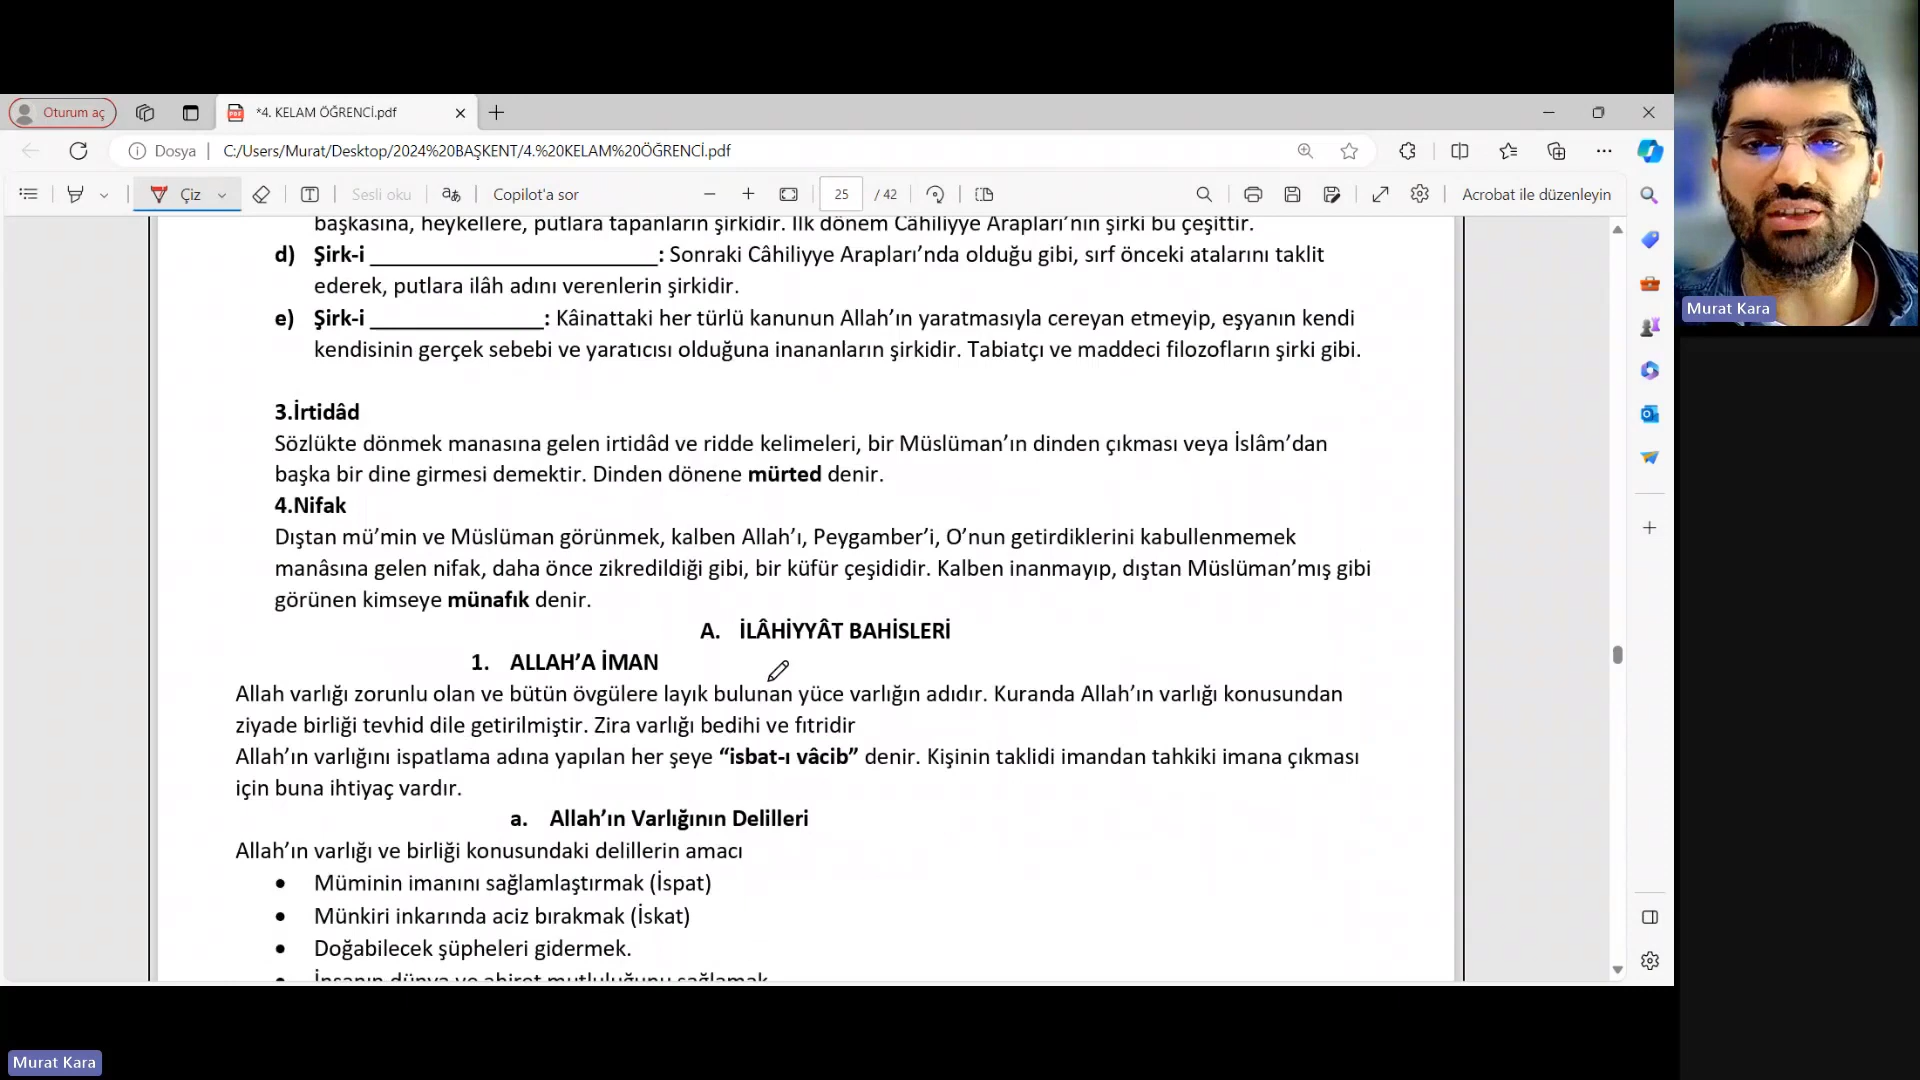 Oturum aç
*4. KELAM ÖĞRENCİ.pdf
Dosya
C:/Users/Murat/Desktop/2024%20BAŞKENT/4.%20KELAM%20ÖĞRENCİ.pdf
Çiz
Sesli oku
aあ
Copilot'a sor
25 / 42
Acrobat ile düzenleyin
başkasına, heykellere, putlara tapanların şirkidir. İlk dönem Câhiliyye Arapları’nın şirki bu çeşittir.
d) Şirk-i __________________________: Sonraki Câhiliyye Arapları’nda olduğu gibi, sırf önceki atalarını taklit
ederek, putlara ilâh adını verenlerin şirkidir.
e) Şirk-i ________________: Kâinattaki her türlü kanunun Allah’ın yaratmasıyla cereyan etmeyip, eşyanın kendi
kendisinin gerçek sebebi ve yaratıcısı olduğuna inananların şirkidir. Tabiatçı ve maddeci filozofların şirki gibi.
3.İrtidâd
Sözlükte dönmek manasına gelen irtidâd ve ridde kelimeleri, bir Müslüman’ın dinden çıkması veya İslâm’dan
başka bir dine girmesi demektir. Dinden dönene mürted denir.
4.Nifak
Dıştan mü’min ve Müslüman görünmek, kalben Allah’ı, Peygamber’i, O’nun getirdiklerini kabullenmemek
manâsına gelen nifak, daha önce zikredildiği gibi, bir küfür çeşididir. Kalben inanmayıp, dıştan Müslüman’mış gibi
görünen kimseye münafık denir.
A. İLÂHİYYÂT BAHİSLERİ
1. ALLAH’A İMAN
Allah varlığı zorunlu olan ve bütün övgülere layık bulunan yüce varlığın adıdır. Kuranda Allah’ın varlığı konusundan
ziyade birliği tevhid dile getirilmiştir. Zira varlığı bedihi ve fıtridir
Allah’ın varlığını ispatlama adına yapılan her şeye “isbat-ı vâcib” denir. Kişinin taklidi imandan tahkiki imana çıkması
için buna ihtiyaç vardır.
a. Allah’ın Varlığının Delilleri
Allah’ın varlığı ve birliği konusundaki delillerin amacı
• Müminin imanını sağlamlaştırmak (İspat)
• Münkiri inkarında aciz bırakmak (İskat)
• Doğabilecek şüpheleri gidermek.
• İnsanın dünya ve ahiret mutluluğunu sağlamak
Murat Kara
Murat Kara